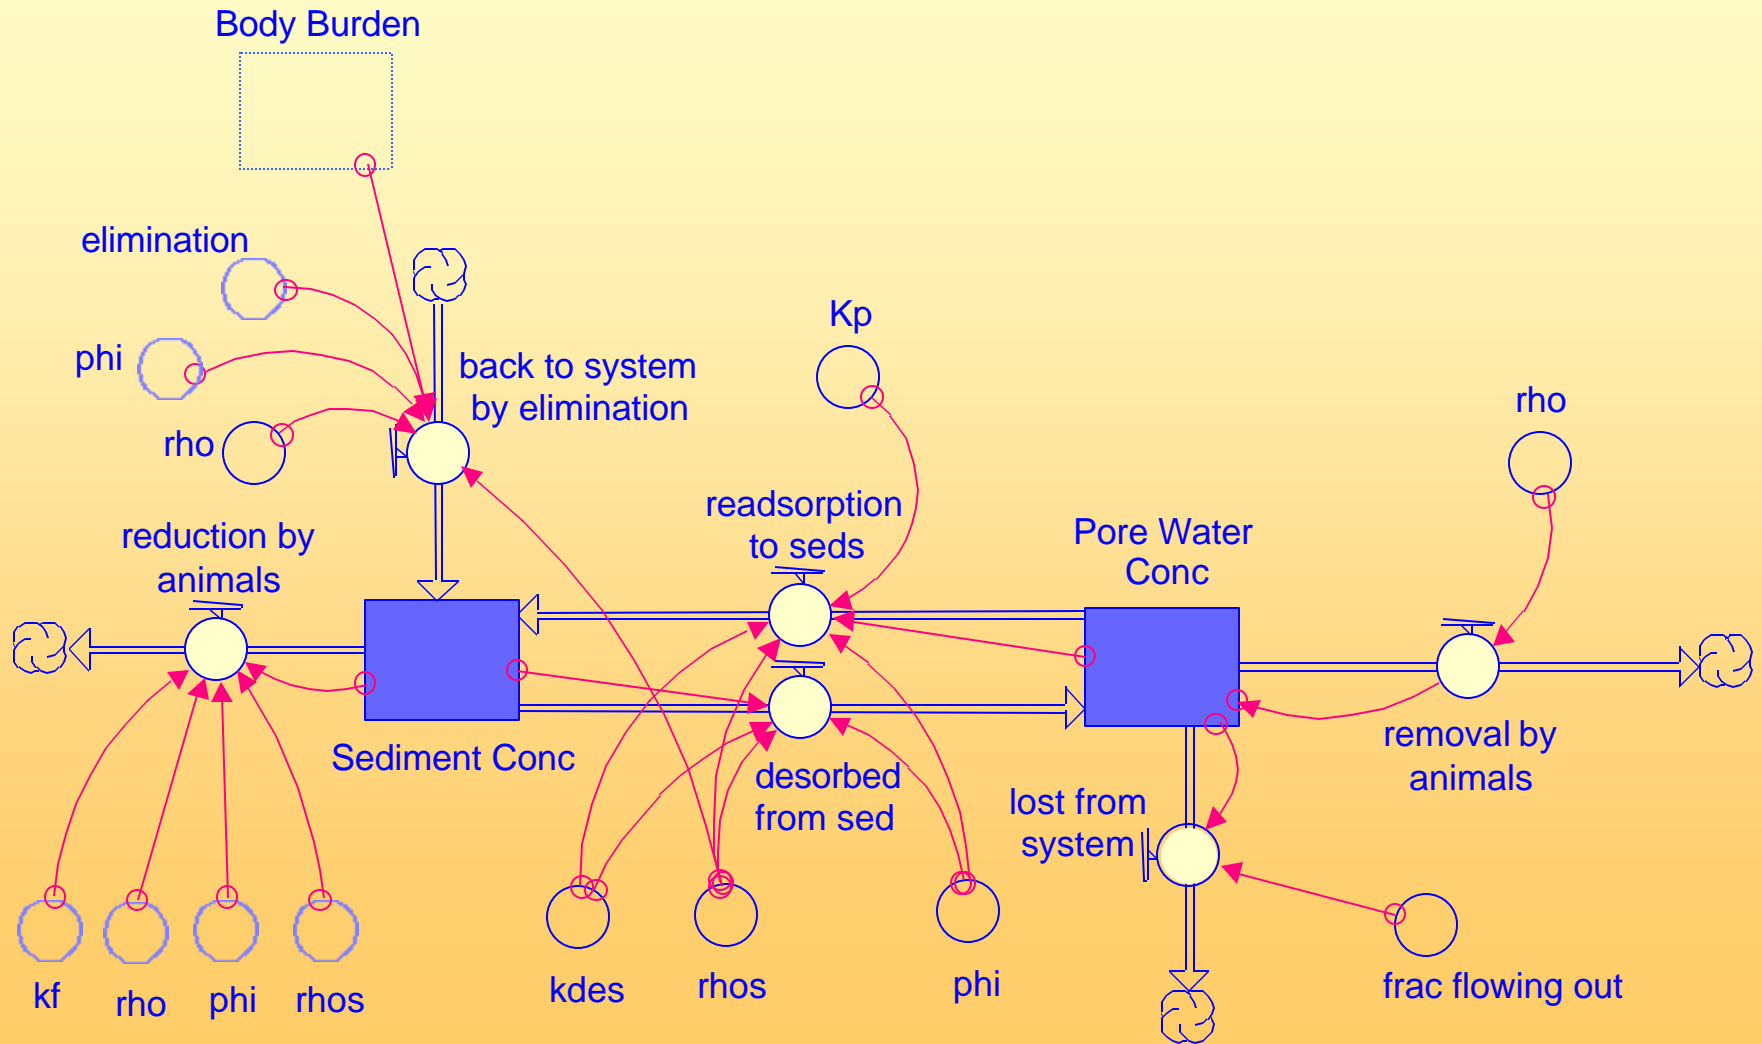 Body Burden
elimination
phi
rho
back to system
by elimination
Kp
rho
reduction by
animals
readsorption
to seds
Pore Water
Conc
Sediment Conc
desorbed
from sed
removal by
animals
lost from
system
kf
rho
phi
rhos
kdes
rhos
phi
frac flowing out